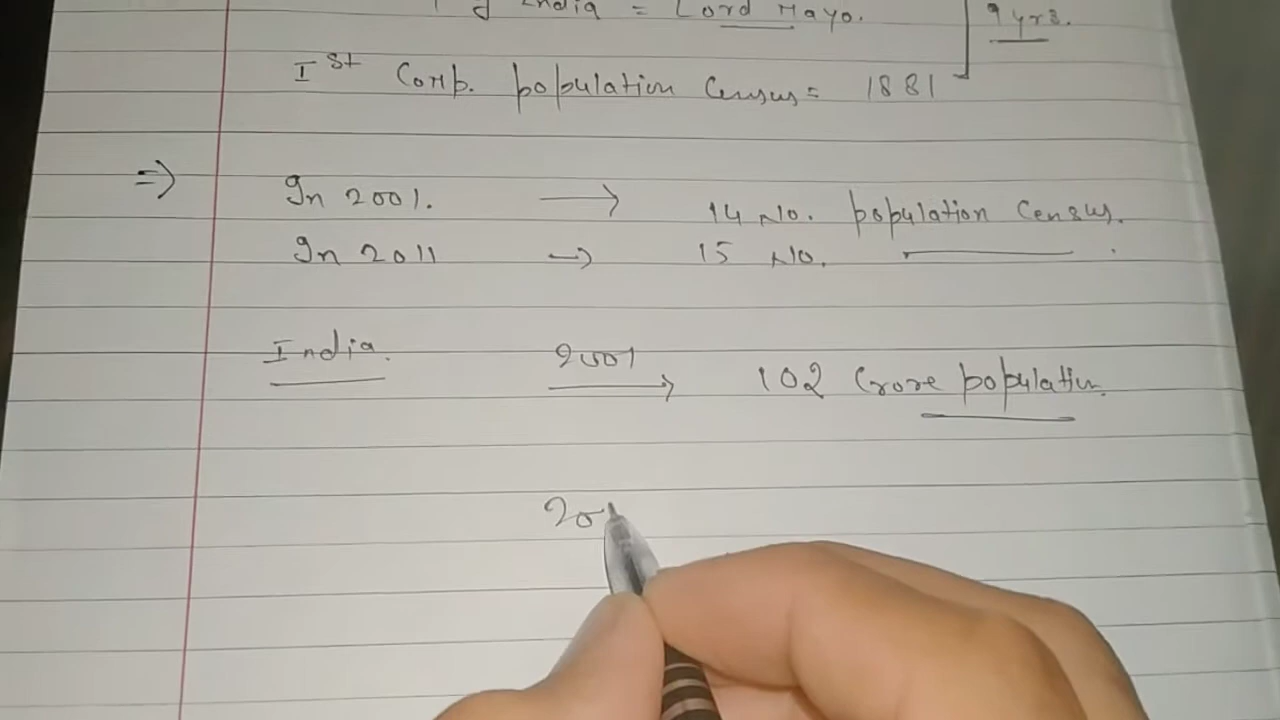 India = Lord Mayo.
9 yrs.
Ist Comp. population Census = 1881
=> In 2001. → 14 No. population Census.
In 2011 → 15 No. ——— .
India. 2001 → 102 Crore population.
20